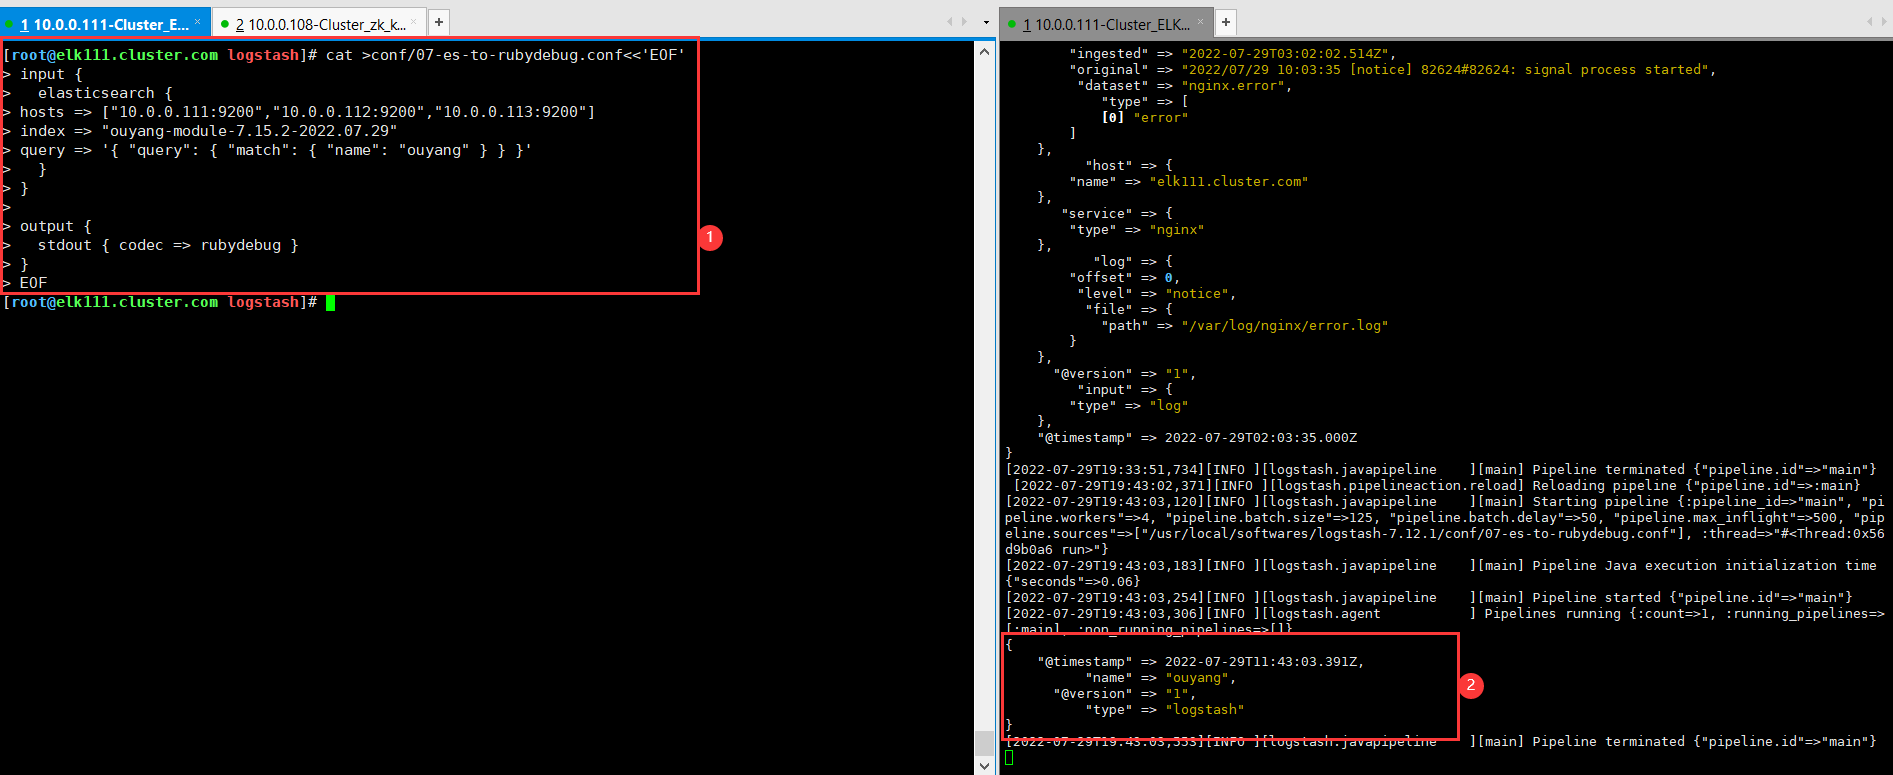 1 10.0.0.111-Cluster_E... ×
2 10.0.0.108-Cluster_zk_k... ×
+
[root@elk111.cluster.com logstash]# cat >conf/07-es-to-rubydebug.conf<<'EOF'
> input {
>   elasticsearch {
> hosts => ["10.0.0.111:9200","10.0.0.112:9200","10.0.0.113:9200"]
> index => "ouyang-module-7.15.2-2022.07.29"
> query => '{ "query": { "match": { "name": "ouyang" } } }'
>   }
> }
>
> output {
>   stdout { codec => rubydebug }
> }
> EOF
[root@elk111.cluster.com logstash]#
1
1 10.0.0.111-Cluster_ELK... ×
+
"ingested" => "2022-07-29T03:02:02.514Z",
"original" => "2022/07/29 10:03:35 [notice] 82624#82624: signal process started",
"dataset" => "nginx.error",
"type" => [
[0] "error"
]
},
"host" => {
"name" => "elk111.cluster.com"
},
"service" => {
"type" => "nginx"
},
"log" => {
"offset" => 0,
"level" => "notice",
"file" => {
"path" => "/var/log/nginx/error.log"
}
},
"@version" => "1",
"input" => {
"type" => "log"
},
"@timestamp" => 2022-07-29T02:03:35.000Z
}
[2022-07-29T19:33:51,734][INFO ][logstash.javapipeline    ][main] Pipeline terminated {"pipeline.id"=>"main"}
[2022-07-29T19:43:02,371][INFO ][logstash.pipelineaction.reload] Reloading pipeline {"pipeline.id"=>:main}
[2022-07-29T19:43:03,120][INFO ][logstash.javapipeline    ][main] Starting pipeline {:pipeline_id=>"main", "pi
peline.workers"=>4, "pipeline.batch.size"=>125, "pipeline.batch.delay"=>50, "pipeline.max_inflight"=>500, "pip
eline.sources"=>["/usr/local/softwares/logstash-7.12.1/conf/07-es-to-rubydebug.conf"], :thread=>"#<Thread:0x56
d9b0a6 run>"}
[2022-07-29T19:43:03,183][INFO ][logstash.javapipeline    ][main] Pipeline Java execution initialization time
{"seconds"=>0.06}
[2022-07-29T19:43:03,254][INFO ][logstash.javapipeline    ][main] Pipeline started {"pipeline.id"=>"main"}
[2022-07-29T19:43:03,306][INFO ][logstash.agent           ] Pipelines running {:count=>1, :running_pipelines=>
[:main], :non_running_pipelines=>[]}
{
"@timestamp" => 2022-07-29T11:43:03.391Z,
"name" => "ouyang",
"@version" => "1",
"type" => "logstash"
}
2
[2022-07-29T19:43:03,553][INFO ][logstash.javapipeline    ][main] Pipeline terminated {"pipeline.id"=>"main"}